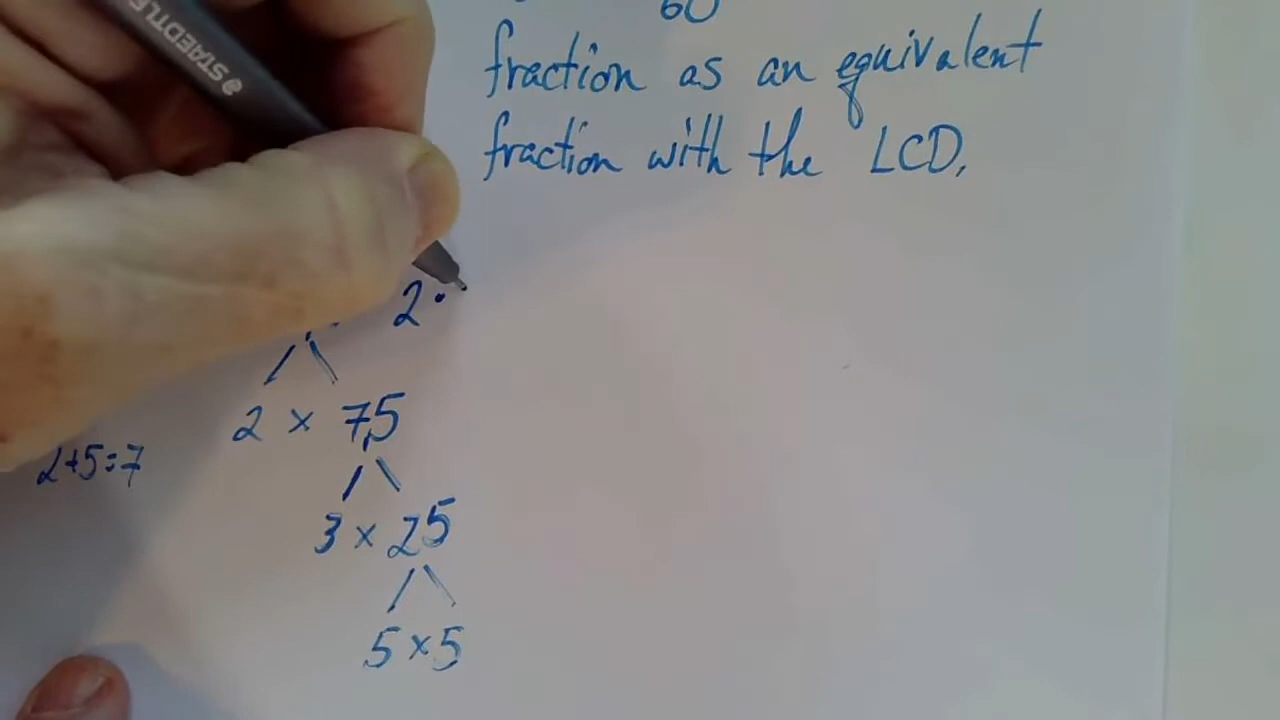 STAEDTLER
60
fraction as an equivalent
fraction with the LCD,
2 ·
2 × 75
2+5=7
3 × 25
5 × 5